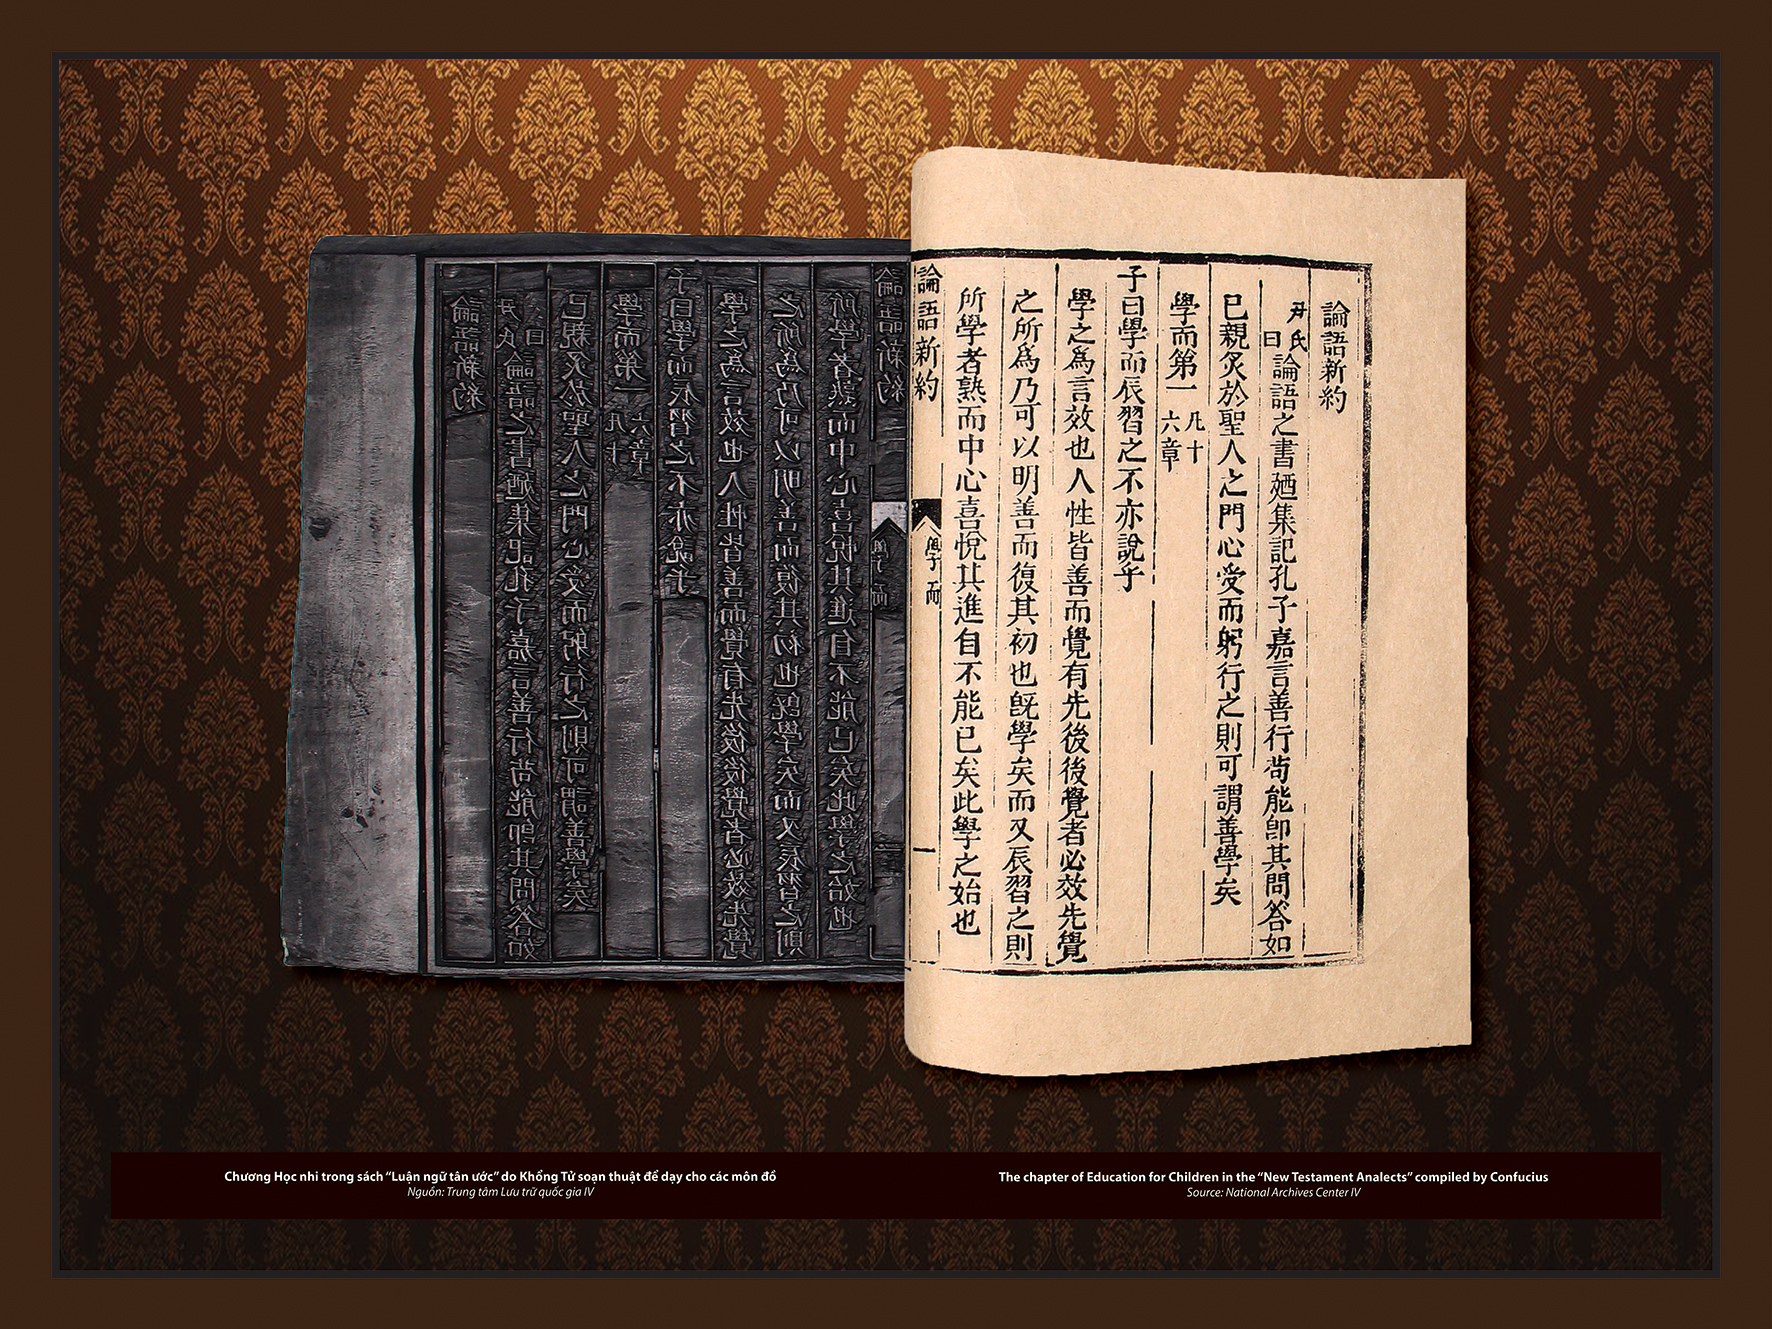 論語新約
尹氏曰論語之書廼集記孔子嘉言善行苟能卽其問答如
已親炙於聖人之門心受而躬行之則可謂善學矣
學而第一 凡十六章
子曰學而辰習之不亦說乎
學之爲言效也人性皆善而覺有先後後覺者必效先覺
之所爲乃可以明善而復其初也旣學矣而又辰習之則
所學者熟而中心喜悅其進自不能已矣此學之始也
論語新約 學而 一
Chương Học nhi trong sách “Luận ngữ tân ước” do Khổng Tử soạn thuật để dạy cho các môn đồ
Nguồn: Trung tâm Lưu trữ quốc gia IV
The chapter of Education for Children in the “New Testament Analects” compiled by Confucius
Source: National Archives Center IV